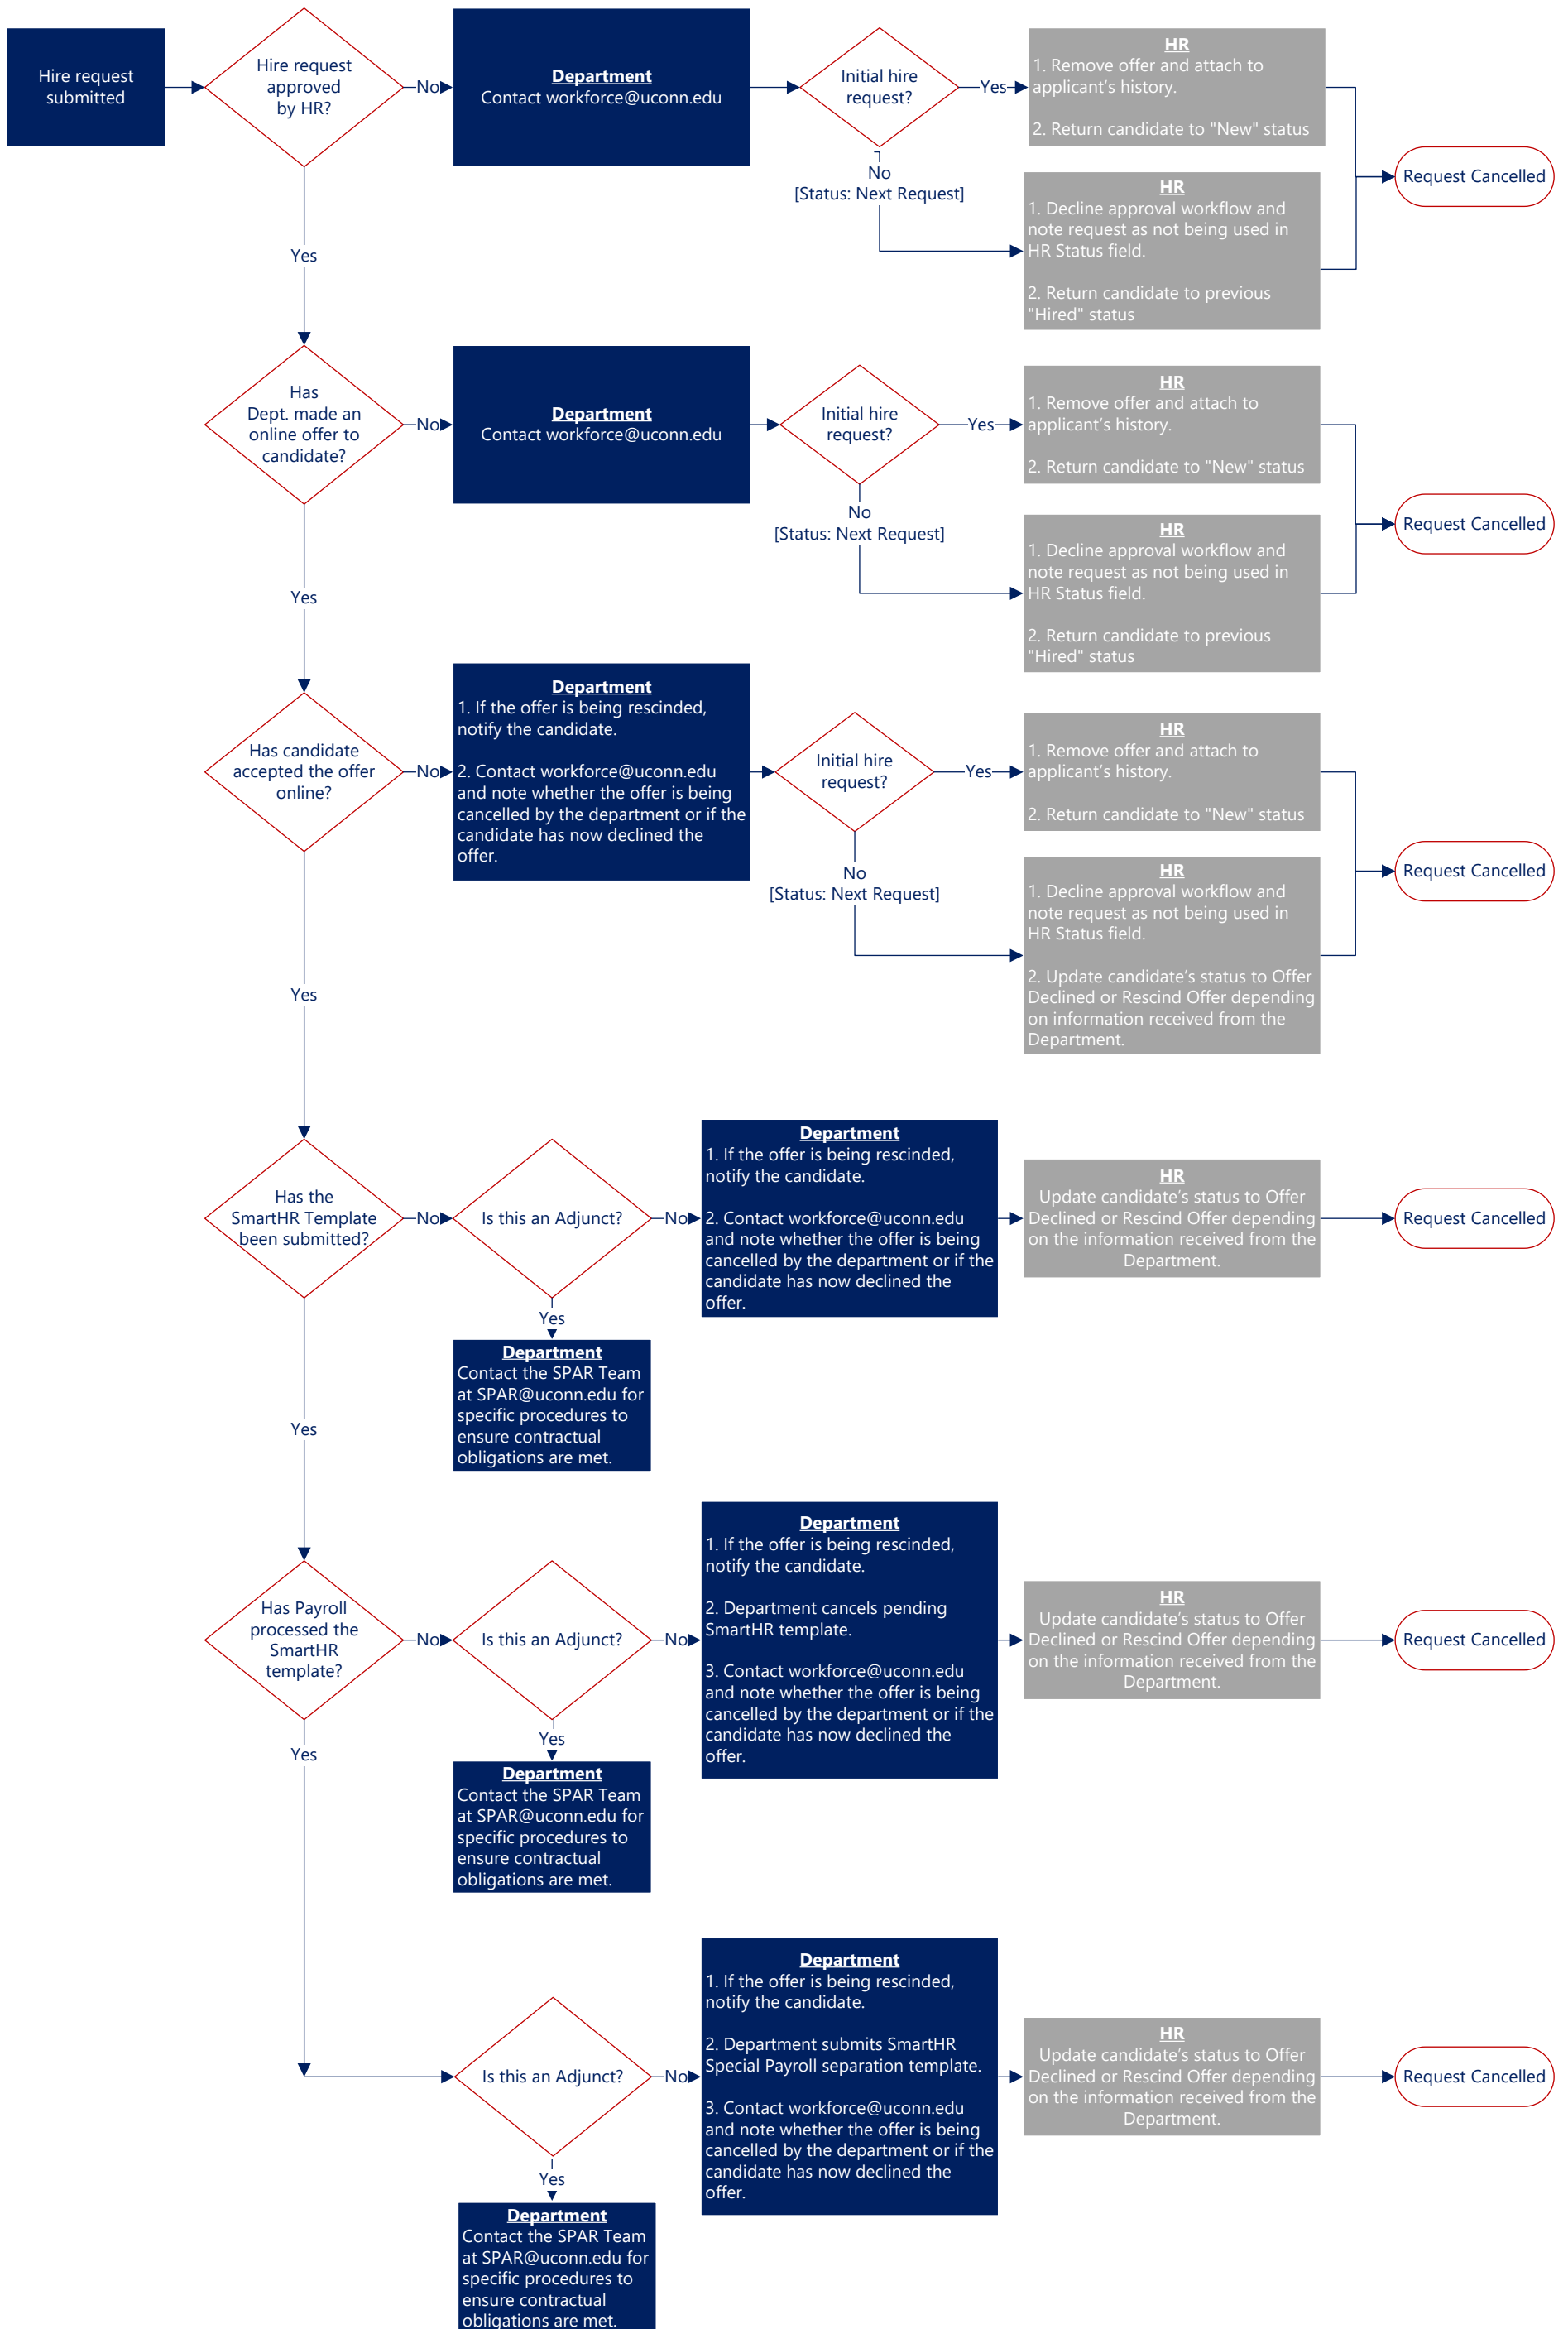 Hire request
submitted
Hire request
approved
by HR?
No
Department
Contact workforce@uconn.edu
Initial hire
request?
Yes
HR
1. Remove offer and attach to
applicant's history.
2. Return candidate to "New" status
No
[Status: Next Request]
HR
1. Decline approval workflow and
note request as not being used in
HR Status field.
2. Return candidate to previous
"Hired" status
Request Cancelled
Yes
Has
Dept. made an
online offer to
candidate?
No
Department
Contact workforce@uconn.edu
Initial hire
request?
Yes
HR
1. Remove offer and attach to
applicant's history.
2. Return candidate to "New" status
No
[Status: Next Request]
HR
1. Decline approval workflow and
note request as not being used in
HR Status field.
2. Return candidate to previous
"Hired" status
Request Cancelled
Yes
Has candidate
accepted the offer
online?
No
Department
1. If the offer is being rescinded,
notify the candidate.
2. Contact workforce@uconn.edu
and note whether the offer is being
cancelled by the department or if the
candidate has now declined the
offer.
Initial hire
request?
Yes
HR
1. Remove offer and attach to
applicant's history.
2. Return candidate to "New" status
No
[Status: Next Request]
HR
1. Decline approval workflow and
note request as not being used in
HR Status field.
2. Update candidate's status to Offer
Declined or Rescind Offer depending
on information received from the
Department.
Request Cancelled
Yes
Has the
SmartHR Template
been submitted?
No
Is this an Adjunct?
No
Department
1. If the offer is being rescinded,
notify the candidate.
2. Contact workforce@uconn.edu
and note whether the offer is being
cancelled by the department or if the
candidate has now declined the
offer.
HR
Update candidate's status to Offer
Declined or Rescind Offer depending
on the information received from the
Department.
Request Cancelled
Yes
Department
Contact the SPAR Team
at SPAR@uconn.edu for
specific procedures to
ensure contractual
obligations are met.
Yes
Has Payroll
processed the
SmartHR
template?
No
Is this an Adjunct?
No
Department
1. If the offer is being rescinded,
notify the candidate.
2. Department cancels pending
SmartHR template.
3. Contact workforce@uconn.edu
and note whether the offer is being
cancelled by the department or if the
candidate has now declined the
offer.
HR
Update candidate's status to Offer
Declined or Rescind Offer depending
on the information received from the
Department.
Request Cancelled
Yes
Department
Contact the SPAR Team
at SPAR@uconn.edu for
specific procedures to
ensure contractual
obligations are met.
Yes
Is this an Adjunct?
No
Department
1. If the offer is being rescinded,
notify the candidate.
2. Department submits SmartHR
Special Payroll separation template.
3. Contact workforce@uconn.edu
and note whether the offer is being
cancelled by the department or if the
candidate has now declined the
offer.
HR
Update candidate's status to Offer
Declined or Rescind Offer depending
on the information received from the
Department.
Request Cancelled
Yes
Department
Contact the SPAR Team
at SPAR@uconn.edu for
specific procedures to
ensure contractual
obligations are met.